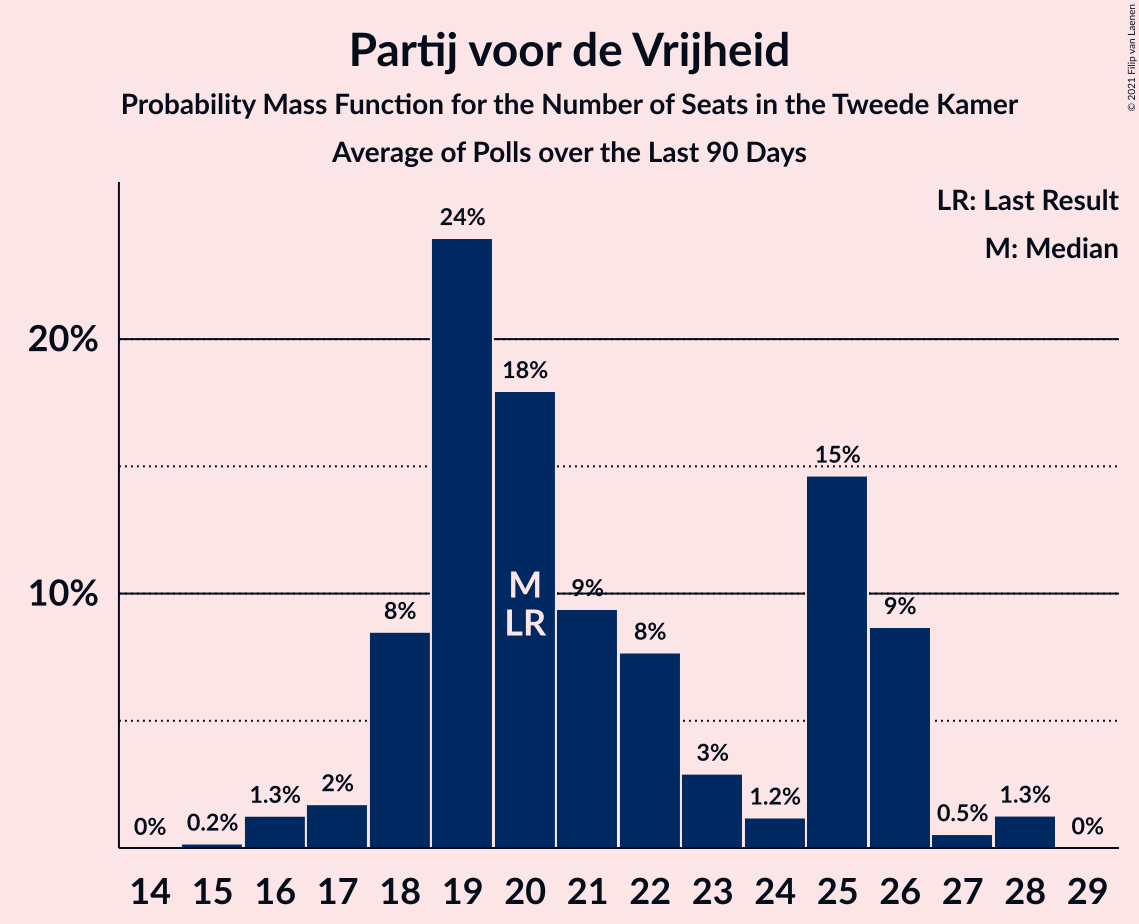 Partij voor de Vrijheid
Probability Mass Function for the Number of Seats in the Tweede Kamer
Average of Polls over the Last 90 Days
© 2021 Filip van Laenen
LR: Last Result
M: Median
20%
10%
0%
0.2%
1.3%
2%
8%
24%
18%
9%
8%
3%
1.2%
15%
9%
0.5%
1.3%
0%
M
LR
14 15 16 17 18 19 20 21 22 23 24 25 26 27 28 29